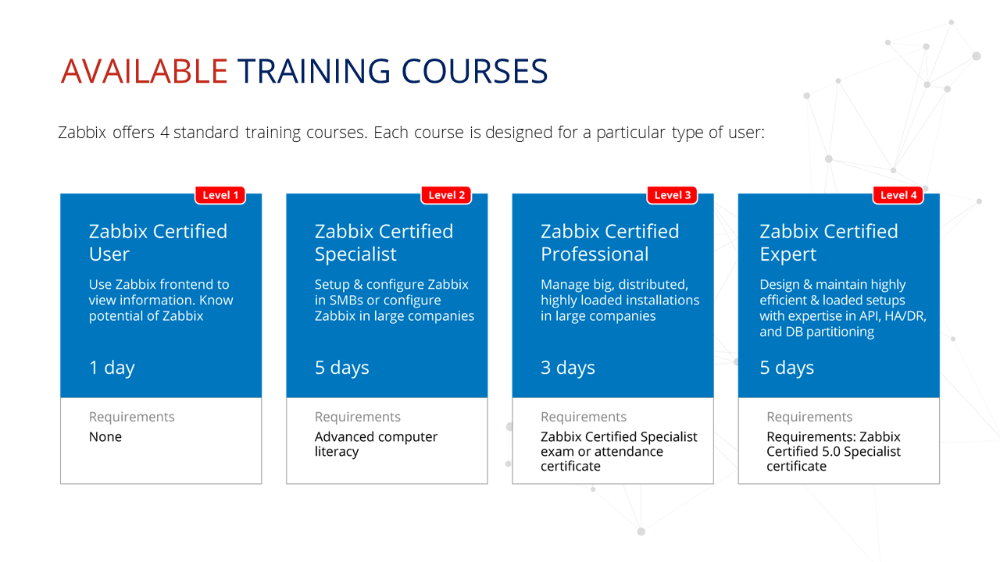 AVAILABLE TRAINING COURSES
Zabbix offers 4 standard training courses. Each course is designed for a particular type of user:
Level 1
Zabbix Certified
User
Use Zabbix frontend to
view information. Know
potential of Zabbix
1 day
Requirements
None
Level 2
Zabbix Certified
Specialist
Setup & configure Zabbix
in SMBs or configure
Zabbix in large companies
5 days
Requirements
Advanced computer
literacy
Level 3
Zabbix Certified
Professional
Manage big, distributed,
highly loaded installations
in large companies
3 days
Requirements
Zabbix Certified Specialist
exam or attendance
certificate
Level 4
Zabbix Certified
Expert
Design & maintain highly
efficient & loaded setups
with expertise in API, HA/DR,
and DB partitioning
5 days
Requirements
Requirements: Zabbix
Certified 5.0 Specialist
certificate